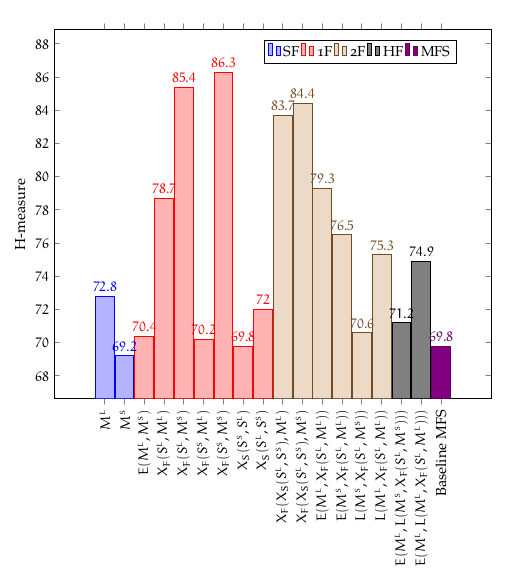 SF 1F 2F HF MFS
H-measure
88
86
84
82
80
78
76
74
72
70
68
72.8
69.2
70.4
78.7
85.4
70.2
86.3
69.8
72
83.7
84.4
79.3
76.5
70.6
75.3
71.2
74.9
69.8
M^L
M^S
E(M^L, M^S)
X_F(S^L, M^L)
X_F(S^L, M^S)
X_F(S^S, M^L)
X_F(S^S, M^S)
X_S(S^S, S^L)
X_S(S^L, S^S)
X_F(X_S(S^L, S^S), M^L)
X_F(X_S(S^L, S^S), M^S)
E(M^L, X_F(S^L, M^L))
E(M^S, X_F(S^L, M^L))
L(M^S, X_F(S^L, M^S))
L(M^L, X_F(S^L, M^L))
E(M^L, L(M^S, X_F(S^L, M^S)))
E(M^L, L(M^L, X_F(S^L, M^L)))
Baseline MFS